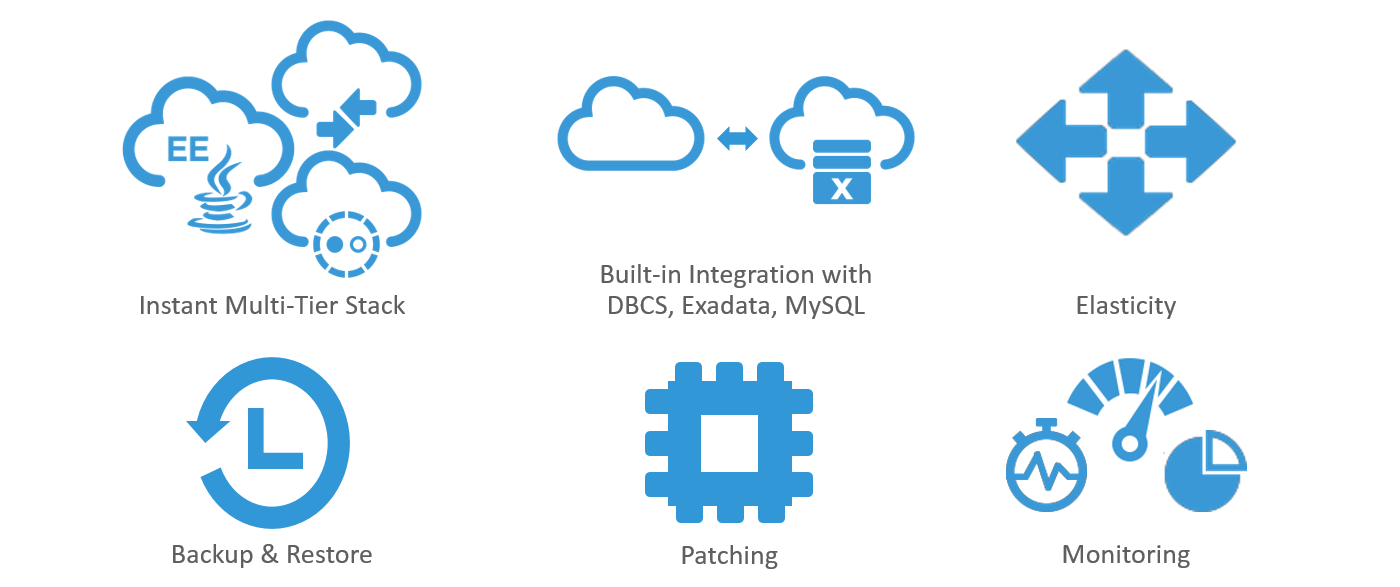 EE
X
Instant Multi-Tier Stack
Built-in Integration with
DBCS, Exadata, MySQL
Elasticity
Backup & Restore
Patching
Monitoring